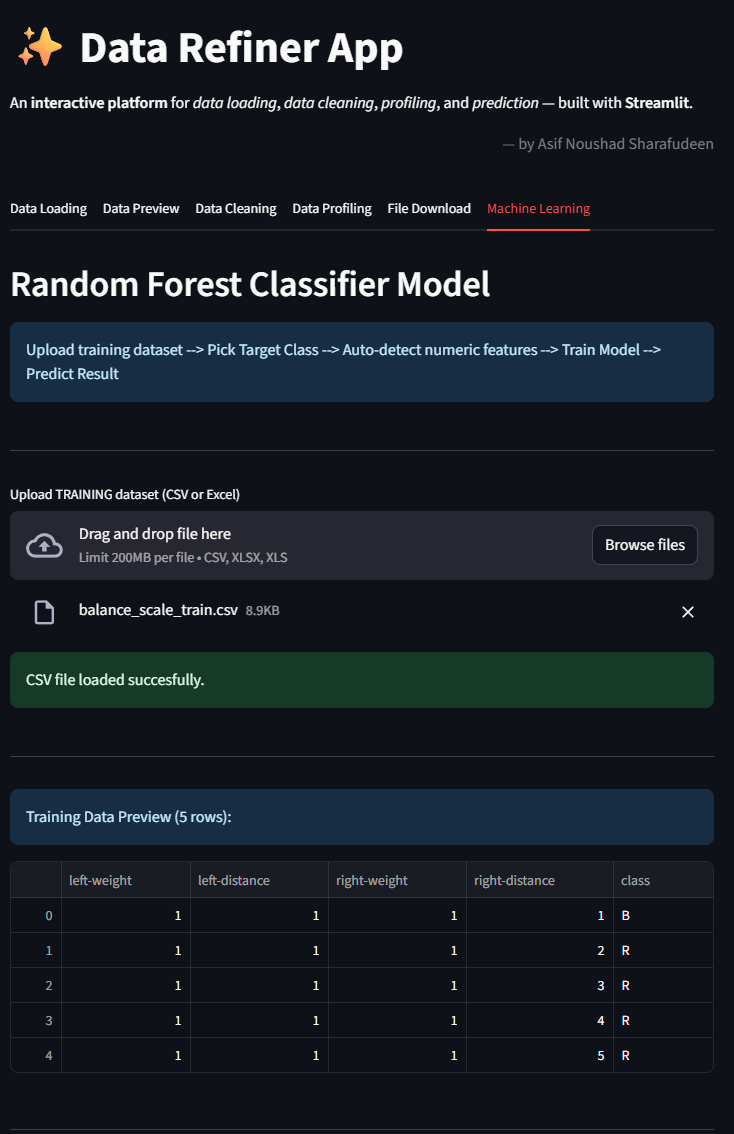 Data Refiner App
An interactive platform for data loading, data cleaning, profiling, and prediction — built with Streamlit.
— by Asif Noushad Sharafudeen
Data Loading Data Preview Data Cleaning Data Profiling File Download Machine Learning
Random Forest Classifier Model
Upload training dataset --> Pick Target Class --> Auto-detect numeric features --> Train Model -->
Predict Result
Upload TRAINING dataset (CSV or Excel)
Drag and drop file here
Limit 200MB per file • CSV, XLSX, XLS
Browse files
balance_scale_train.csv 8.9KB
CSV file loaded succesfully.
Training Data Preview (5 rows):
left-weight left-distance right-weight right-distance class
0 1 1 1 1 B
1 1 1 1 2 R
2 1 1 1 3 R
3 1 1 1 4 R
4 1 1 1 5 R